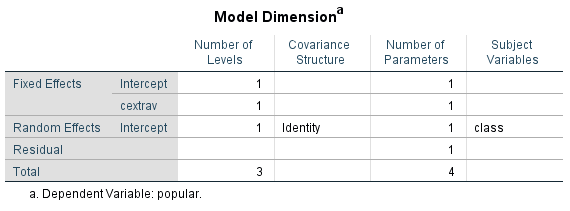 Model Dimensiona
Number of Levels Covariance Structure Number of Parameters Subject Variables
Fixed Effects Intercept 1 1
cextrav 1 1
Random Effects Intercept 1 Identity 1 class
Residual 1
Total 3 4
a. Dependent Variable: popular.